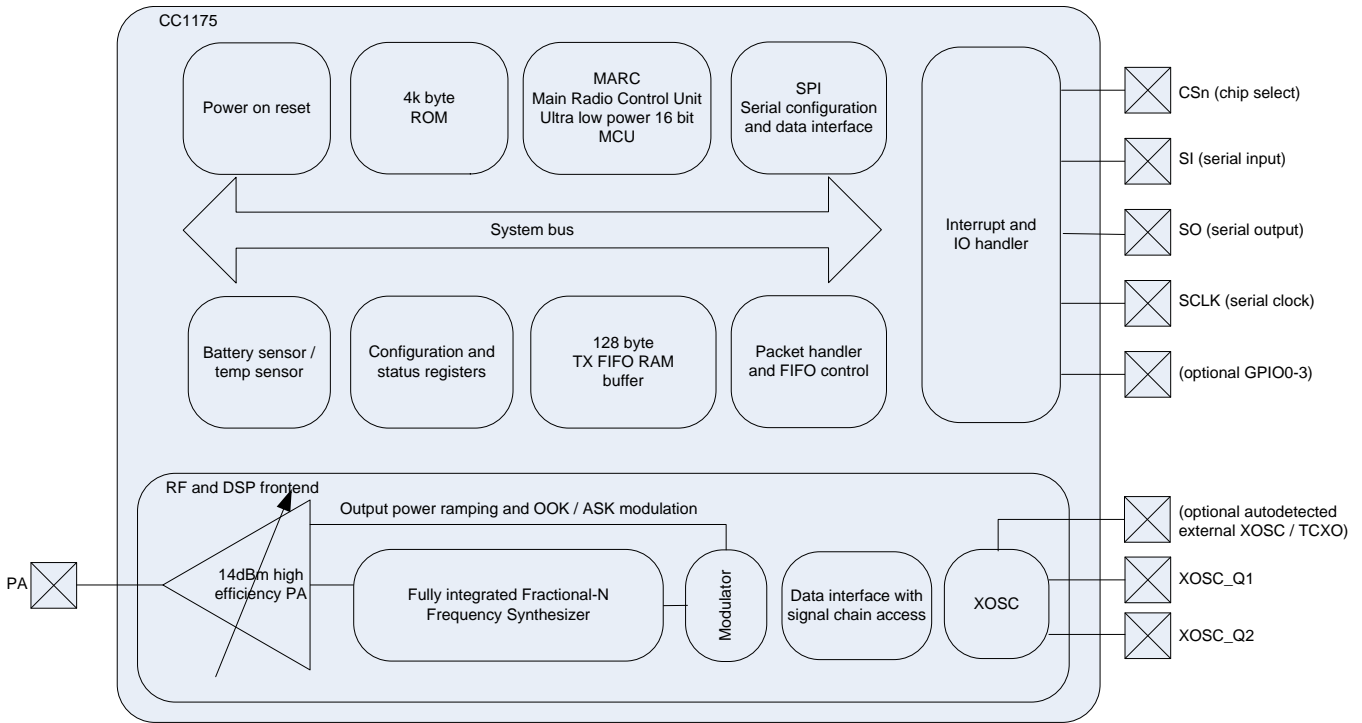 CC1175
Power on reset
4k byte
ROM
MARC
Main Radio Control Unit
Ultra low power 16 bit
MCU
SPI
Serial configuration
and data interface
System bus
Battery sensor /
temp sensor
Configuration and
status registers
128 byte
TX FIFO RAM
buffer
Packet handler
and FIFO control
Interrupt and
IO handler
CSn (chip select)
SI (serial input)
SO (serial output)
SCLK (serial clock)
(optional GPIO0-3)
RF and DSP frontend
Output power ramping and OOK / ASK modulation
PA
14dBm high
efficiency PA
Fully integrated Fractional-N
Frequency Synthesizer
Modulator
Data interface with
signal chain access
XOSC
(optional autodetected
external XOSC / TCXO)
XOSC_Q1
XOSC_Q2